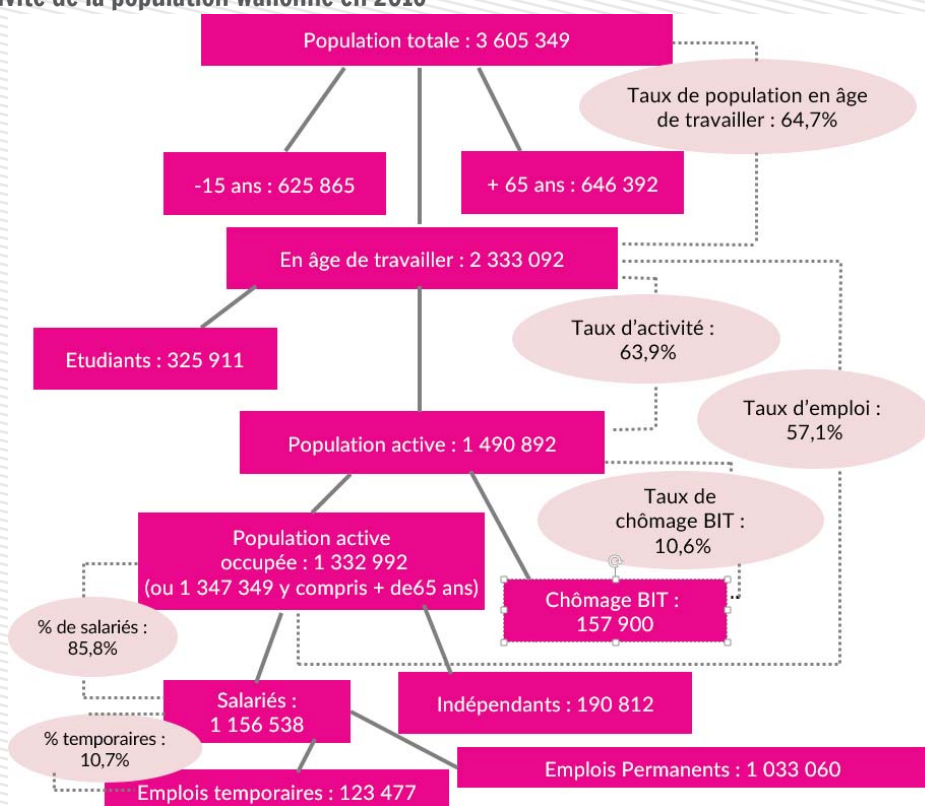 Population totale : 3 605 349
Taux de population en âge
de travailler : 64,7%
-15 ans : 625 865
+ 65 ans : 646 392
En âge de travailler : 2 333 092
Taux d'activité :
63,9%
Etudiants : 325 911
Taux d'emploi :
57,1%
Population active : 1 490 892
Taux de
chômage BIT :
10,6%
Population active
occupée : 1 332 992
(ou 1 347 349 y compris + de65 ans)
Chômage BIT :
157 900
% de salariés :
85,8%
Salariés :
1 156 538
Indépendants : 190 812
% temporaires :
10,7%
Emplois Permanents : 1 033 060
Emplois temporaires : 123 477